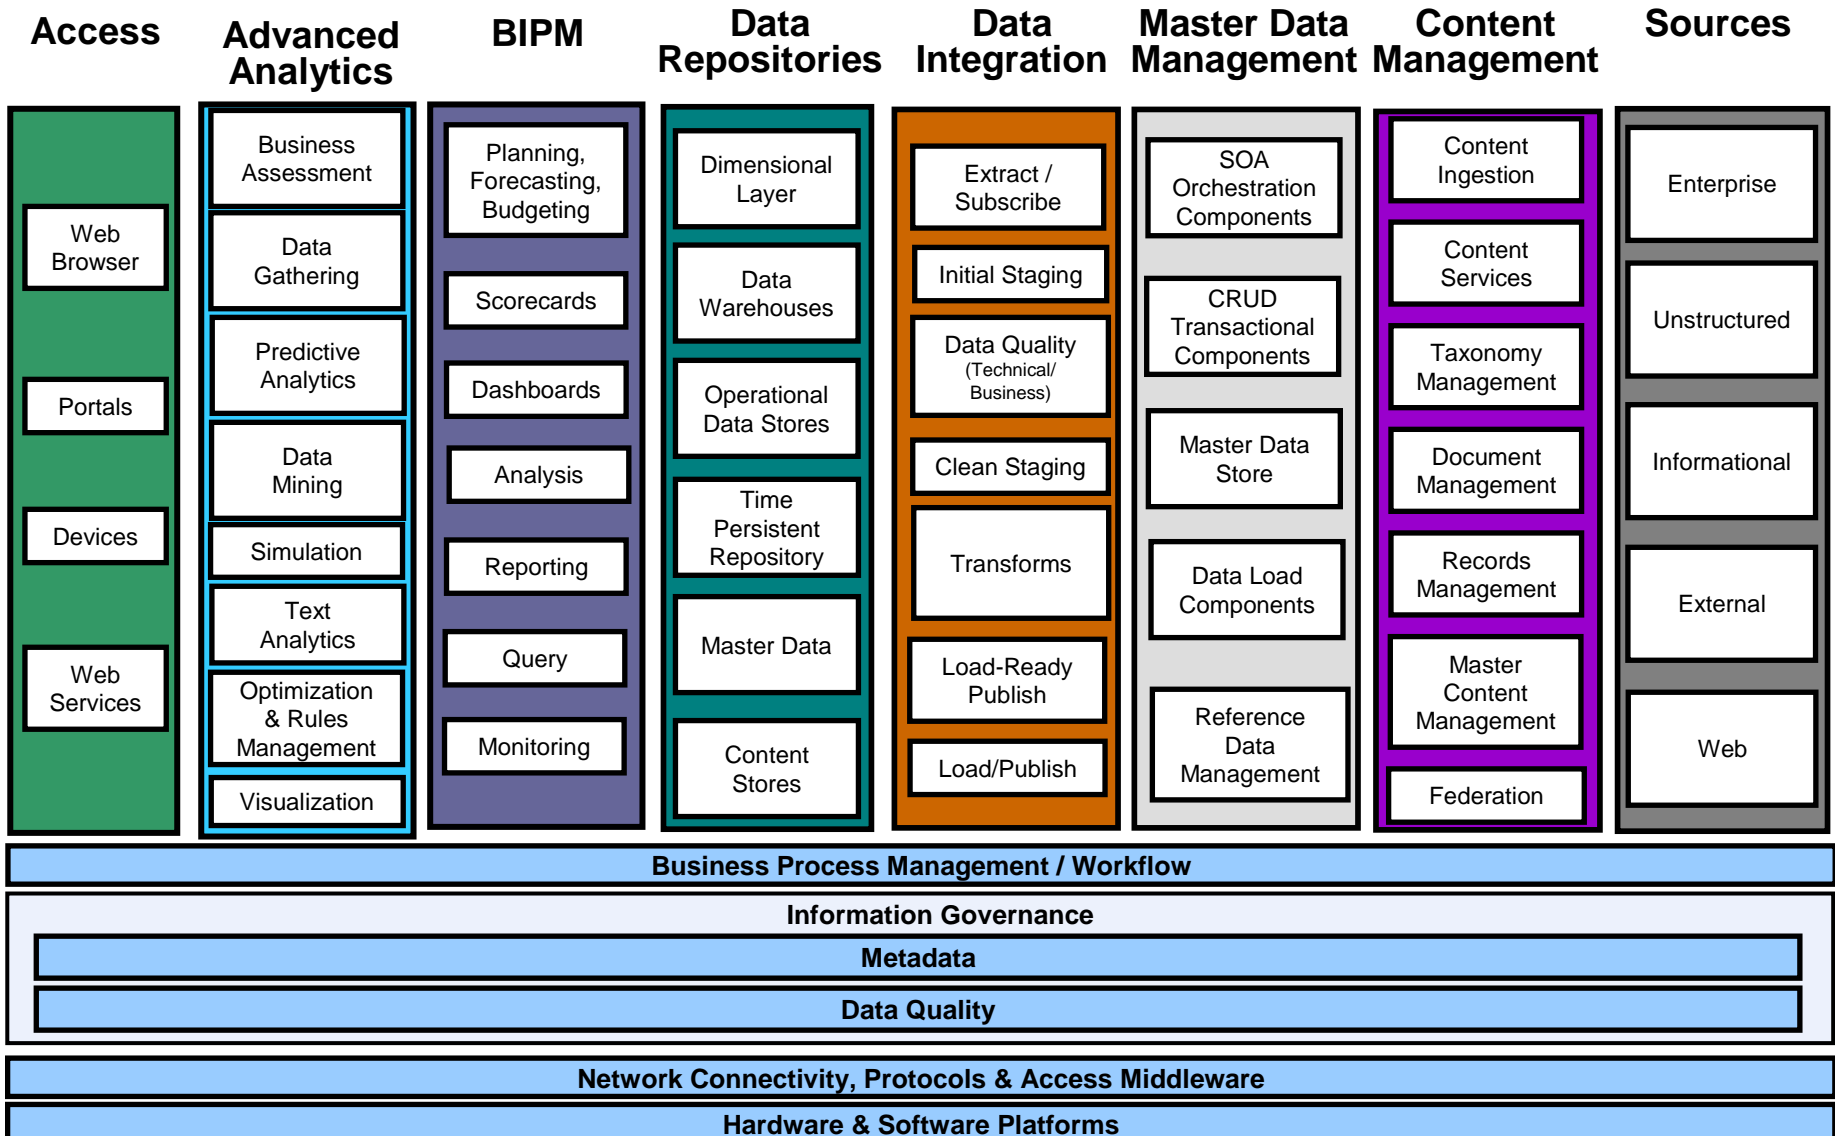 Access
Advanced
Analytics
BIPM
Data
Repositories
Data
Integration
Master Data
Management
Content
Management
Sources
Web
Browser
Portals
Devices
Web
Services
Business
Assessment
Data
Gathering
Predictive
Analytics
Data
Mining
Simulation
Text
Analytics
Optimization
& Rules
Management
Visualization
Planning,
Forecasting,
Budgeting
Scorecards
Dashboards
Analysis
Reporting
Query
Monitoring
Dimensional
Layer
Data
Warehouses
Operational
Data Stores
Time
Persistent
Repository
Master Data
Content
Stores
Extract /
Subscribe
Initial Staging
Data Quality
(Technical/
Business)
Clean Staging
Transforms
Load-Ready
Publish
Load/Publish
SOA
Orchestration
Components
CRUD
Transactional
Components
Master Data
Store
Data Load
Components
Reference
Data
Management
Content
Ingestion
Content
Services
Taxonomy
Management
Document
Management
Records
Management
Master
Content
Management
Federation
Enterprise
Unstructured
Informational
External
Web
Business Process Management / Workflow
Information Governance
Metadata
Data Quality
Network Connectivity, Protocols & Access Middleware
Hardware & Software Platforms